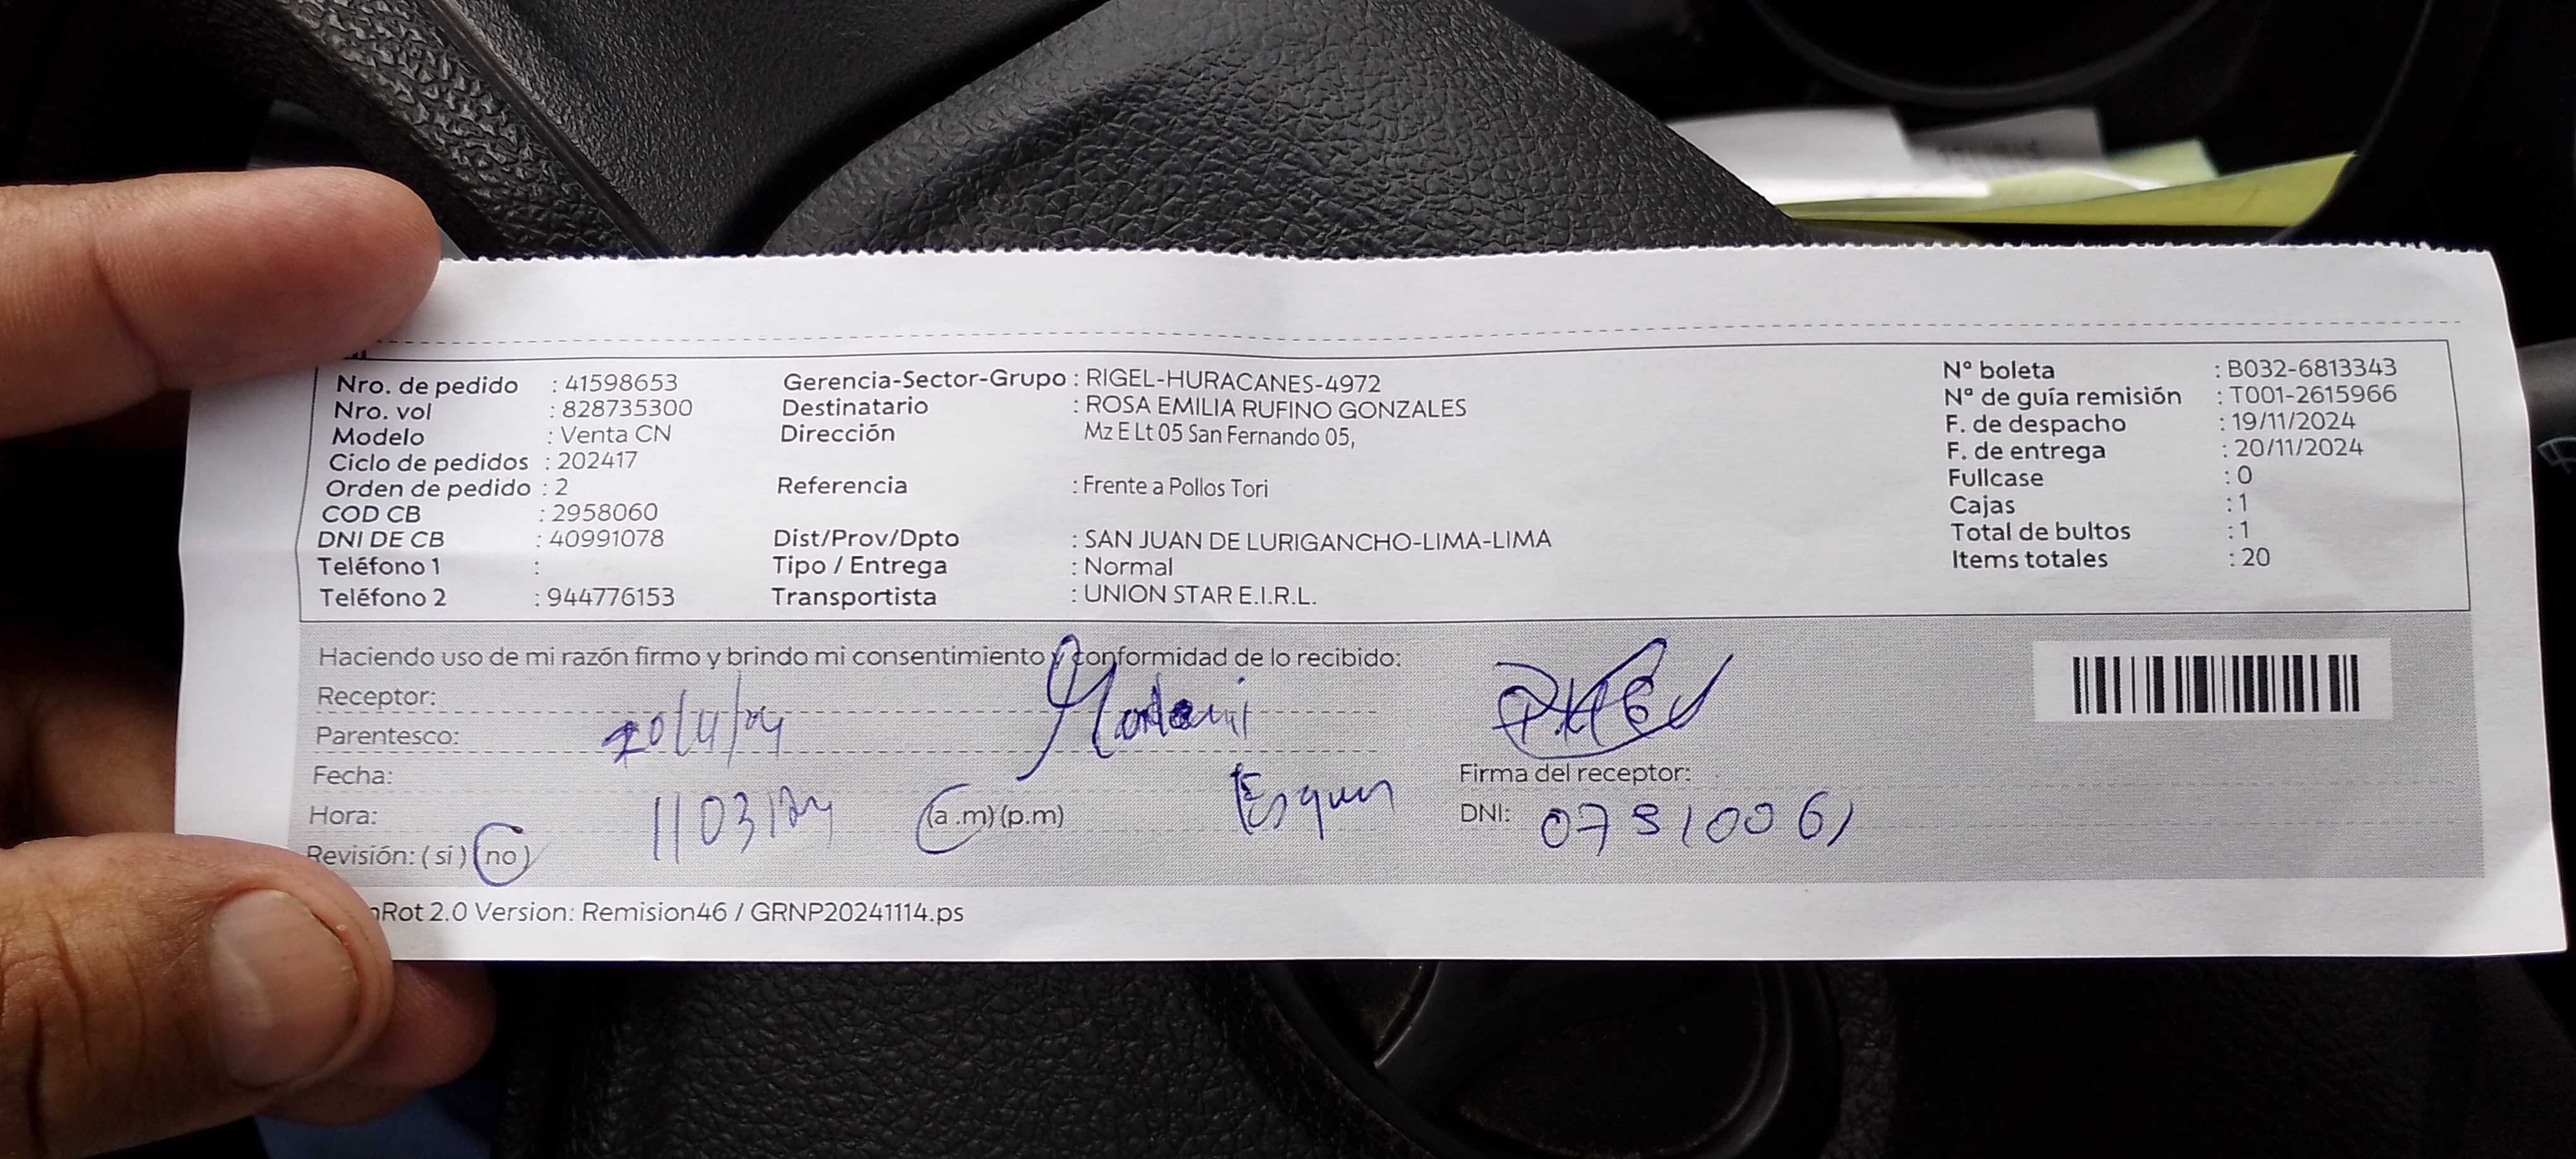 Nro. de pedido : 41598653
Nro. vol : 828735300
Modelo : Venta CN
Ciclo de pedidos : 202417
Orden de pedido : 2
COD CB : 2958060
DNI DE CB : 40991078
Teléfono 1 :
Teléfono 2 : 944776153
Gerencia-Sector-Grupo : RIGEL-HURACANES-4972
Destinatario : ROSA EMILIA RUFINO GONZALES
Dirección Mz E Lt 05 San Fernando 05,
Referencia : Frente a Pollos Tori
Dist/Prov/Dpto : SAN JUAN DE LURIGANCHO-LIMA-LIMA
Tipo / Entrega : Normal
Transportista : UNION STAR E.I.R.L.
Nº boleta : B032-6813343
Nª de guía remisión : T001-2615966
F. de despacho : 19/11/2024
F. de entrega : 20/11/2024
Fullcase : 0
Cajas : 1
Total de bultos : 1
Items totales : 20
Haciendo uso de mi razón firmo y brindo mi consentimiento y conformidad de lo recibido:
Receptor:
Parentesco:
Fecha:
Firma del receptor:
Hora: (a .m) (p.m)
DNI:
Revisión: ( si ) (no)
2.0 Version: Remision46 / GRNP20241114.ps